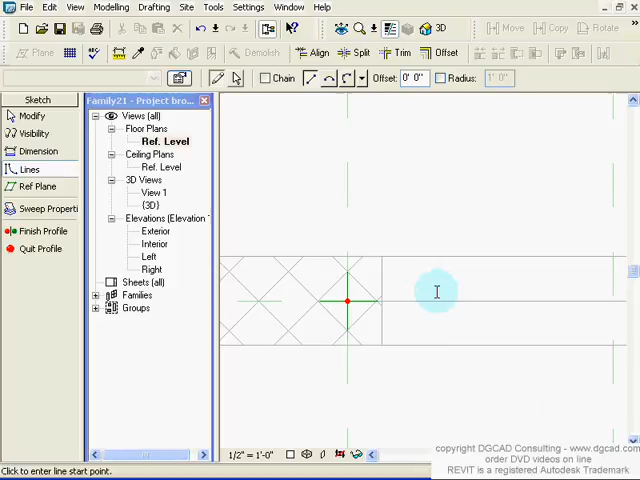 File Edit View Modelling Drafting Site Tools Settings Window Help
Move Copy Rotate
Plane Demolish Align Split Trim Offset
Chain Offset: 0' 0" Radius: 1' 0"
Sketch
Modify
Visibility
Dimension
Lines
Ref Plane
Sweep Properti
Finish Profile
Quit Profile
Family21 - Project bro...
Views (all)
Floor Plans
Ref. Level
Ceiling Plans
Ref. Level
3D Views
View 1
{3D}
Elevations (Elevation
Exterior
Interior
Left
Right
Sheets (all)
Families
Groups
1/2" = 1'-0"
Click to enter line start point.
copyright DGCAD Consulting - www.dgcad.com
order DVD videos on line
REVIT is a registered Autodesk Trademark
3D